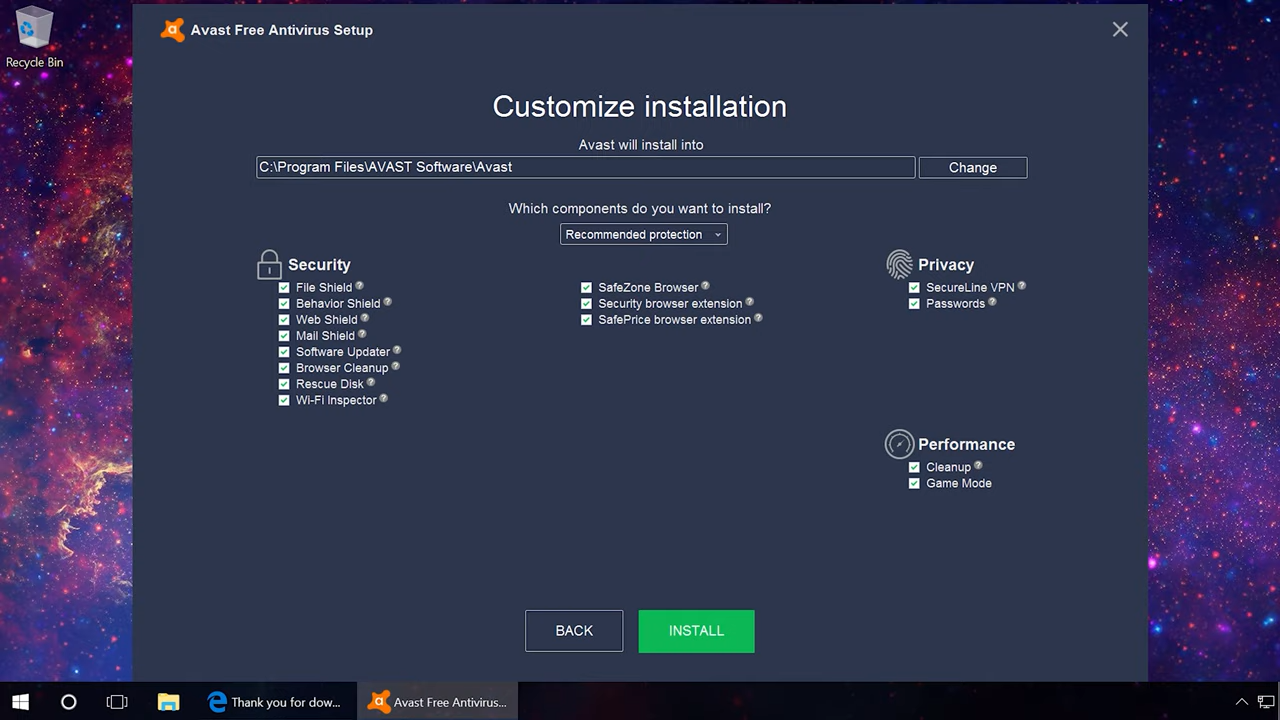 Recycle Bin
Avast Free Antivirus Setup
Customize installation
Avast will install into
C:\Program Files\AVAST Software\Avast
Change
Which components do you want to install?
Recommended protection
Security
File Shield ?
Behavior Shield ?
Web Shield ?
Mail Shield ?
Software Updater ?
Browser Cleanup ?
Rescue Disk ?
Wi-Fi Inspector ?
SafeZone Browser ?
Security browser extension ?
SafePrice browser extension ?
Privacy
SecureLine VPN ?
Passwords ?
Performance
Cleanup ?
Game Mode
BACK
INSTALL
Thank you for dow...
Avast Free Antivirus...